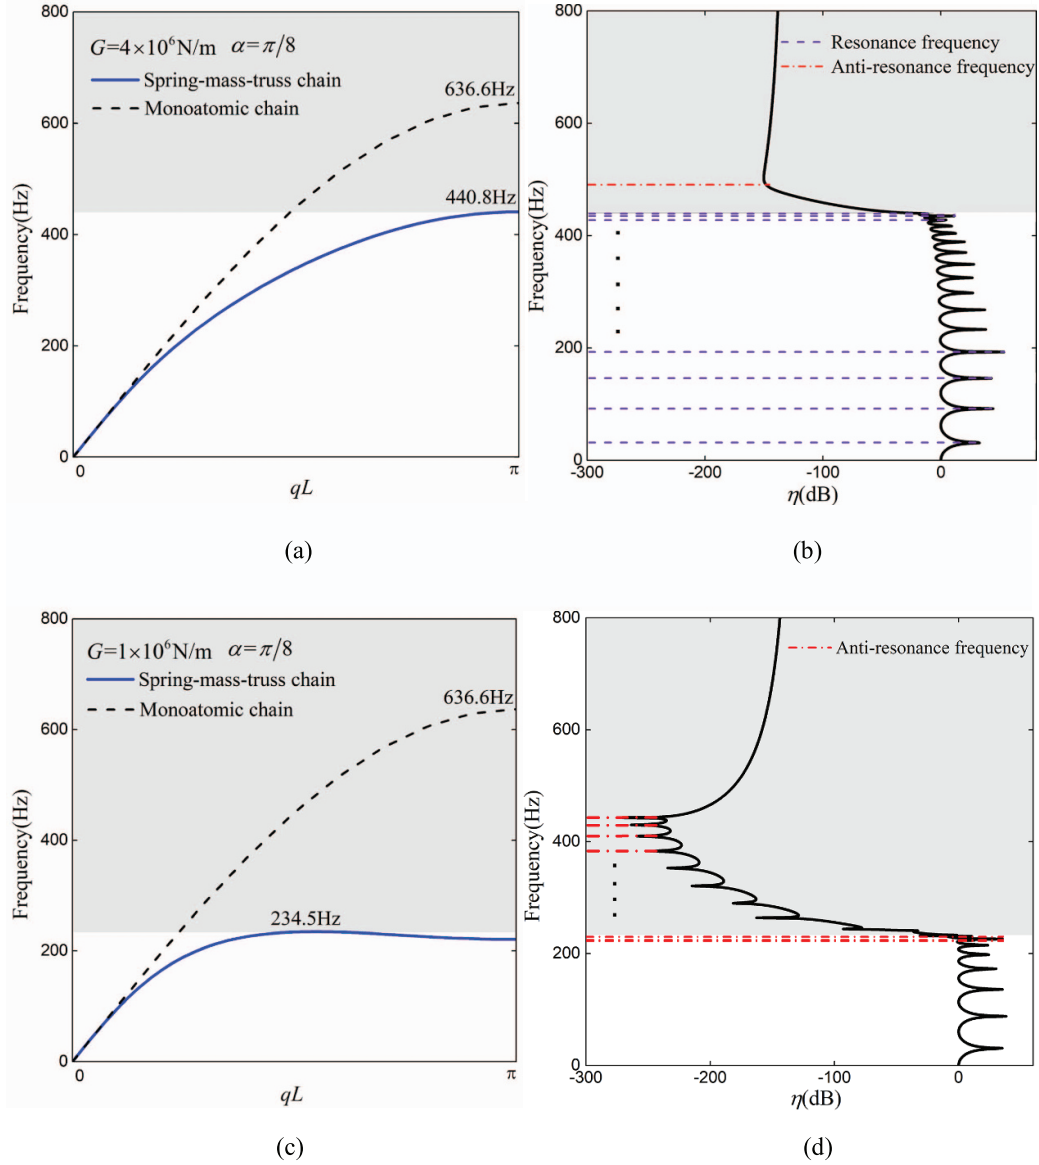 G=4×10⁶N/m α=π/8
Spring-mass-truss chain
Monoatomic chain
636.6Hz
440.8Hz
800
600
400
200
0
Frequency(Hz)
0
π
qL
(a)
Resonance frequency
Anti-resonance frequency
800
600
400
200
0
Frequency(Hz)
-300
-200
-100
0
η(dB)
(b)
G=1×10⁶N/m α=π/8
Spring-mass-truss chain
Monoatomic chain
636.6Hz
234.5Hz
800
600
400
200
0
Frequency(Hz)
0
π
qL
(c)
Anti-resonance frequency
800
600
400
200
0
Frequency(Hz)
-300
-200
-100
0
η(dB)
(d)